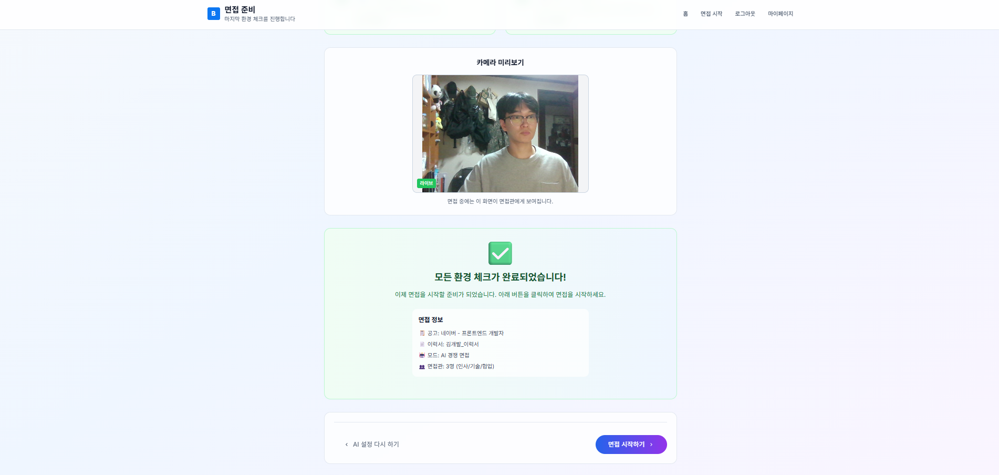 B
면접 준비
마지막 환경 체크를 진행합니다
홈
면접 시작
로그아웃
마이페이지
카메라 미리보기
라이브
면접 중에는 이 화면이 면접관에게 보여집니다.
모든 환경 체크가 완료되었습니다!
이제 면접을 시작할 준비가 되었습니다. 아래 버튼을 클릭하여 면접을 시작하세요.
면접 정보
공고: 네이버 - 프론트엔드 개발자
이력서: 김개발_이력서
모드: AI 경쟁 면접
면접관: 3명 (인사/기술/협업)
‹ AI 설정 다시 하기
면접 시작하기 ›